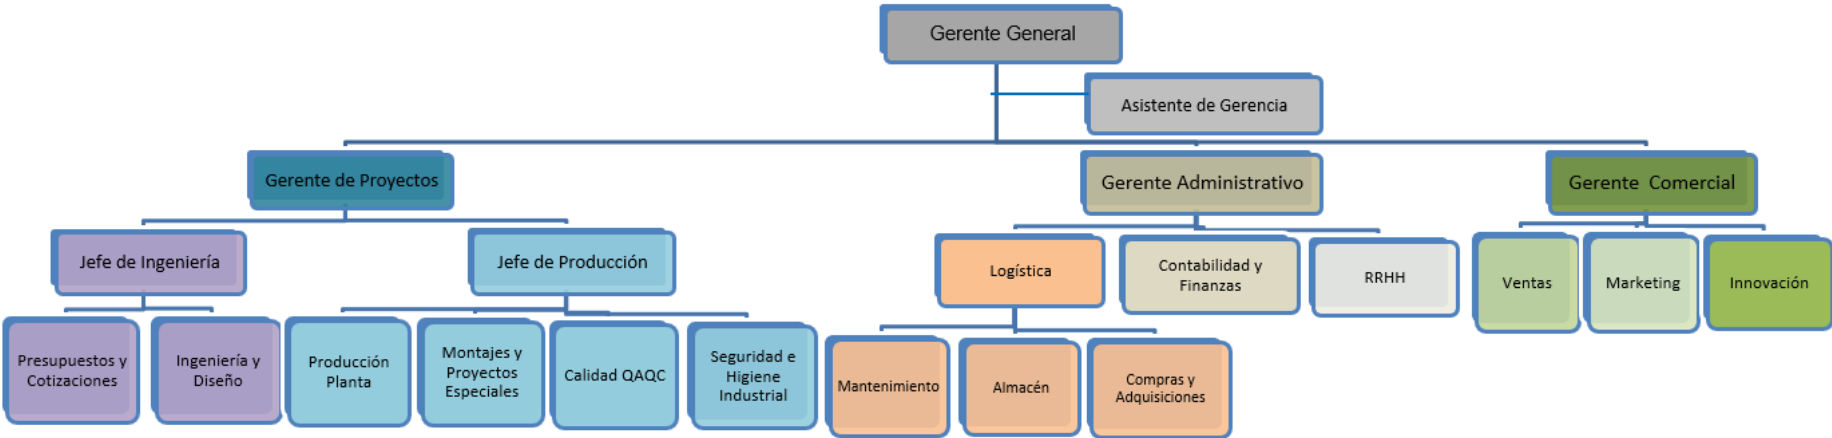 Gerente General
Asistente de Gerencia
Gerente de Proyectos
Gerente Administrativo
Gerente Comercial
Jefe de Ingeniería
Jefe de Producción
Logística
Contabilidad y
Finanzas
RRHH
Ventas
Marketing
Innovación
Presupuestos y
Cotizaciones
Ingeniería y
Diseño
Producción
Planta
Montajes y
Proyectos
Especiales
Calidad QAQC
Seguridad e
Higiene
Industrial
Mantenimiento
Almacén
Compras y
Adquisiciones